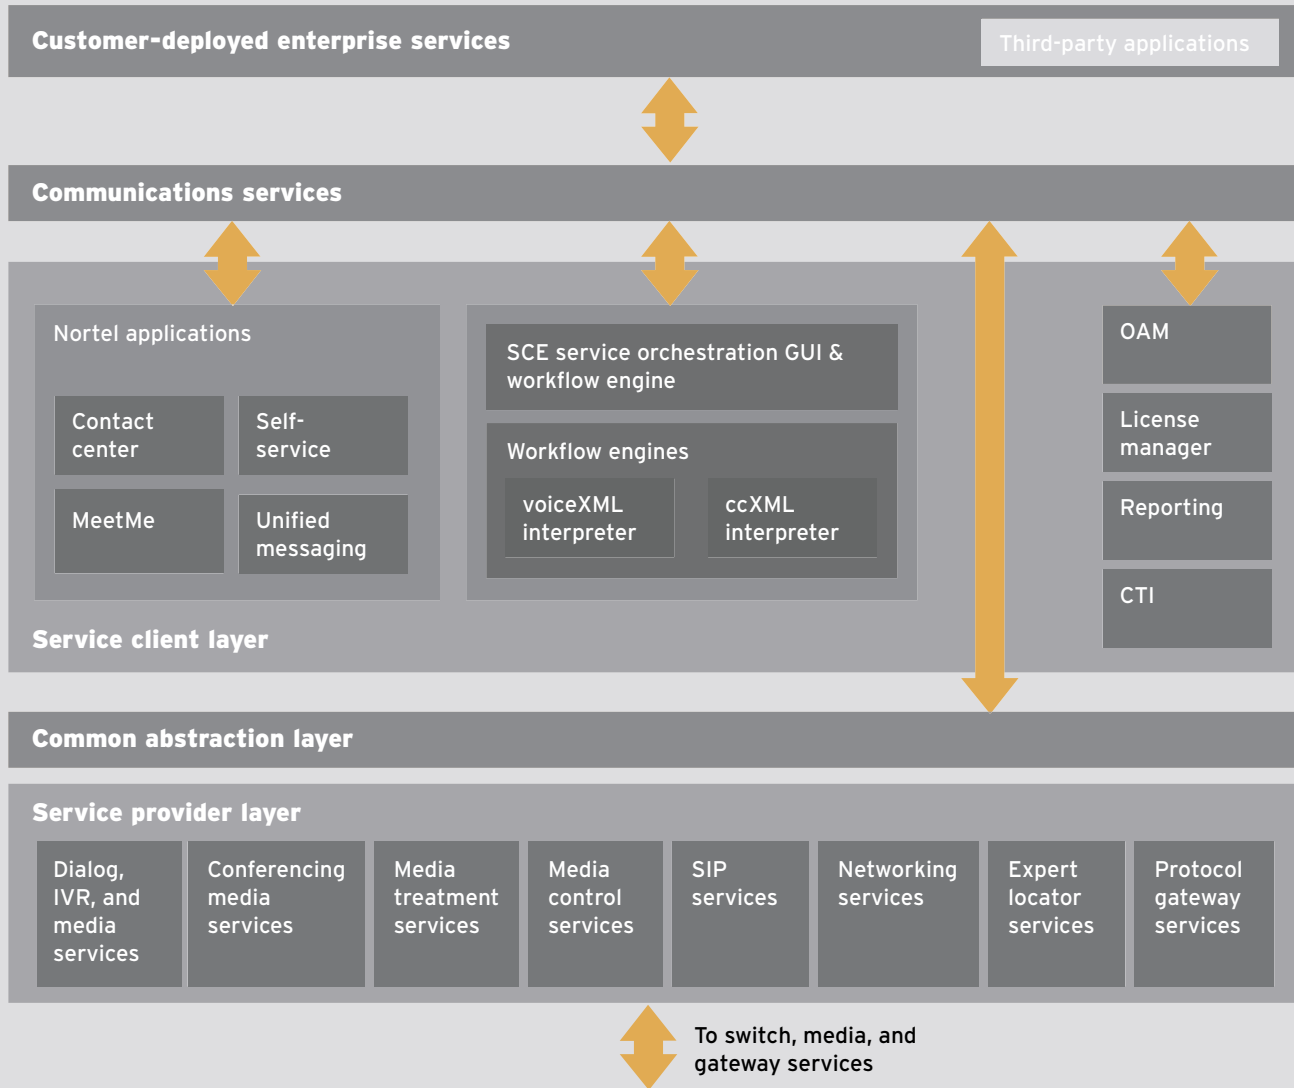 Customer-deployed enterprise services
Third-party applications
Communications services
Nortel applications
Contact
center
Self-
service
MeetMe
Unified
messaging
SCE service orchestration GUI &
workflow engine
Workflow engines
voiceXML
interpreter
ccXML
interpreter
OAM
License
manager
Reporting
CTI
Service client layer
Common abstraction layer
Service provider layer
Dialog,
IVR, and
media
services
Conferencing
media
services
Media
treatment
services
Media
control
services
SIP
services
Networking
services
Expert
locator
services
Protocol
gateway
services
To switch, media, and
gateway services